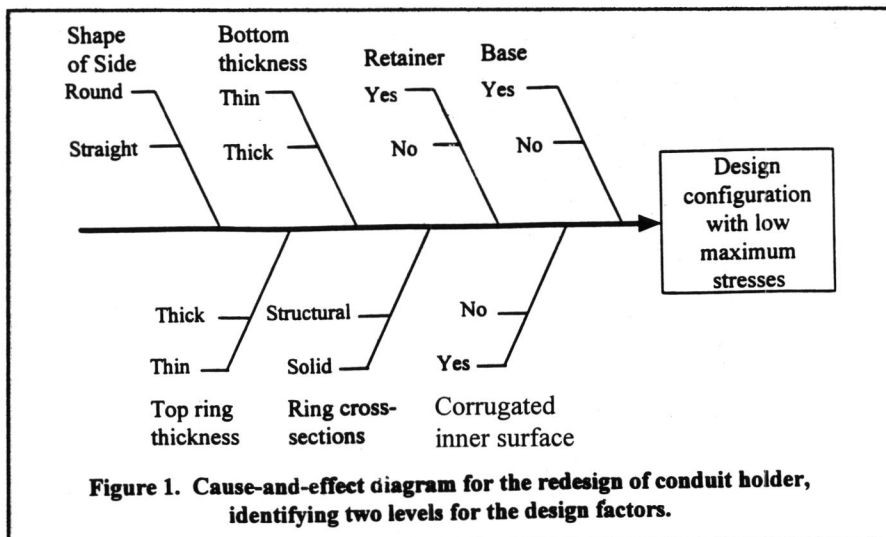 Shape
of Side
Round
Straight
Bottom
thickness
Thin
Thick
Retainer
Yes
No
Base
Yes
No
Design
configuration
with low
maximum
stresses
Thick
Thin
Top ring
thickness
Structural
Solid
Ring cross-
sections
No
Yes
Corrugated
inner surface
Figure 1. Cause-and-effect diagram for the redesign of conduit holder,
identifying two levels for the design factors.